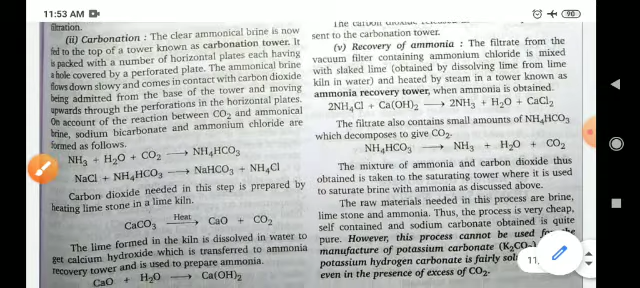 11:53 AM
90
filtration.
(ii) Carbonation : The clear ammonical brine is now
fed to the top of a tower known as carbonation tower. It
is packed with a number of horizontal plates each having
a hole covered by a perforated plate. The ammonical brine
flows down slowy and comes in contact with carbon dioxide
being admitted from the base of the tower and moving
upwards through the perforations in the horizontal plates.
On account of the reaction between CO₂ and ammonical
brine, sodium bicarbonate and ammonium chloride are
formed as follows.
NH₃ + H₂O + CO₂ ⟶ NH₄HCO₃
NaCl + NH₄HCO₃ ⟶ NaHCO₃ + NH₄Cl
Carbon dioxide needed in this step is prepared by
heating lime stone in a lime kiln.
CaCO₃ Heat⟶ CaO + CO₂
The lime formed in the kiln is dissolved in water to
get calcium hydroxide which is transferred to ammonia
recovery tower and is used to prepare ammonia.
CaO + H₂O ⟶ Ca(OH)₂
The carbon dioxide
sent to the carbonation tower.
(v) Recovery of ammonia : The filtrate from the
vacuum filter containing ammonium chloride is mixed
with slaked lime (obtained by dissolving lime from lime
kiln in water) and heated by steam in a tower known as
ammonia recovery tower, when ammonia is obtained.
2NH₄Cl + Ca(OH)₂ ⟶ 2NH₃ + H₂O + CaCl₂
The filtrate also contains small amounts of NH₄HCO₃
which decomposes to give CO₂.
NH₄HCO₃ ⟶ NH₃ + H₂O + CO₂
The mixture of ammonia and carbon dioxide thus
obtained is taken to the saturating tower where it is used
to saturate brine with ammonia as discussed above.
The raw materials needed in this process are brine,
lime stone and ammonia. Thus, the process is very cheap,
self contained and sodium carbonate obtained is quite
pure. However, this process cannot be used for the
manufacture of potassium carbonate (K₂CO₃)
potassium hydrogen carbonate is fairly
even in the presence of excess of CO₂.
11